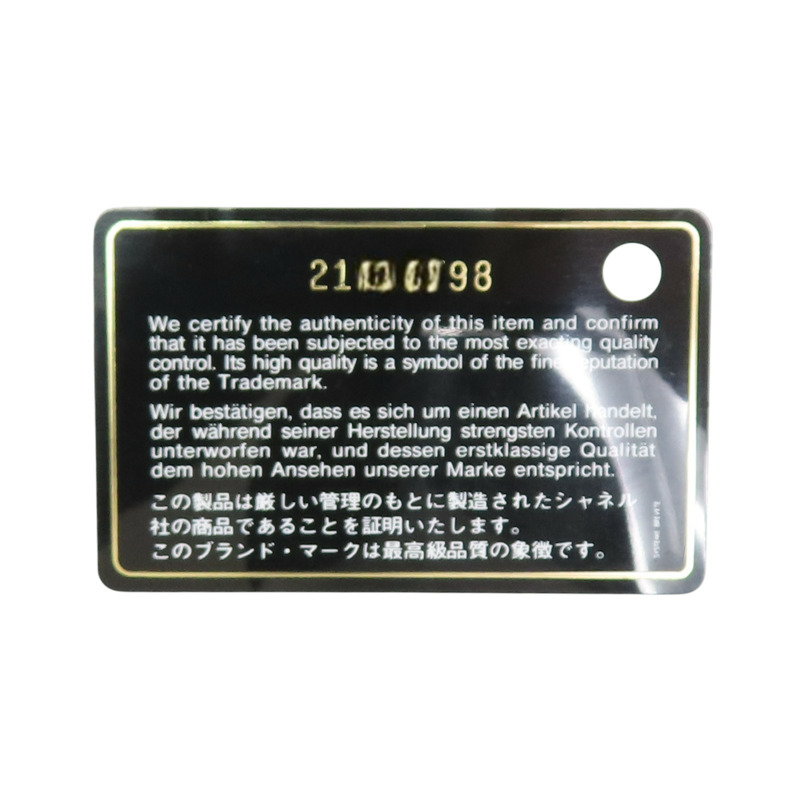 We certify the authenticity of this item and confirm
that it has been subjected to the most exacting quality
control. Its high quality is a symbol of the fine reputation
of the Trademark.
Wir bestätigen, dass es sich um einen Artikel handelt,
der während seiner Herstellung strengsten Kontrollen
unterworfen war, und dessen erstklassige Qualität
dem hohen Ansehen unserer Marke entspricht.
この製品は厳しい管理のもとに製造されたシャネル
社の商品であることを証明いたします。
このブランド・マークは最高級品質の象徴です。